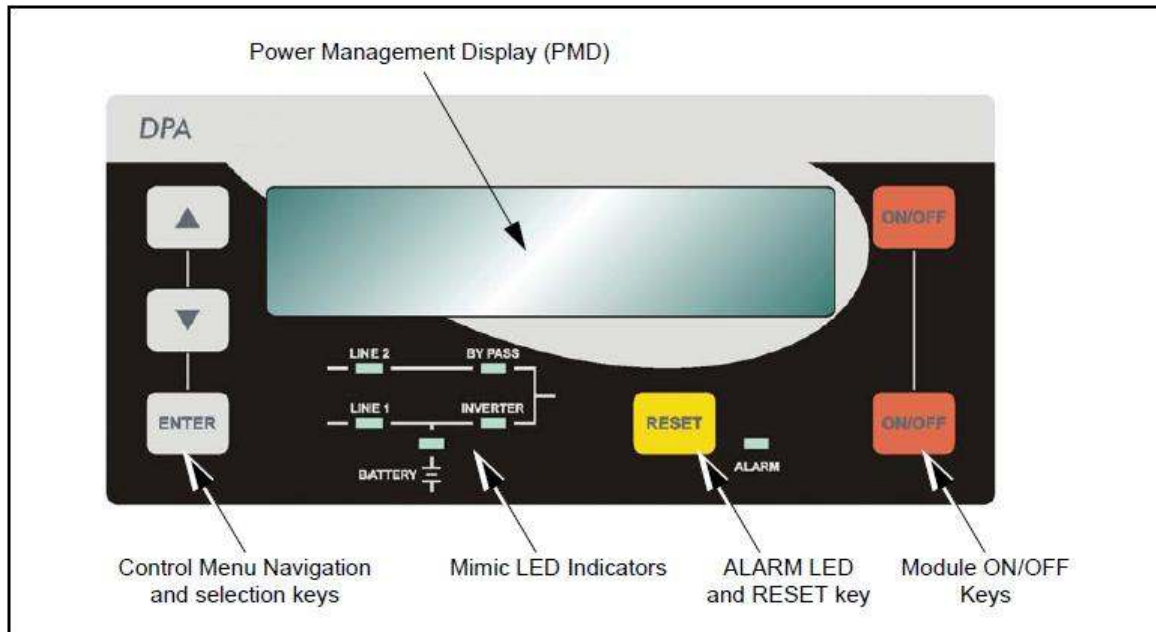 Power Management Display (PMD)
DPA
ON/OFF
LINE 2 BY PASS
ENTER
LINE 1 INVERTER
RESET
ON/OFF
BATTERY
ALARM
Control Menu Navigation
and selection keys
Mimic LED Indicators
ALARM LED
and RESET key
Module ON/OFF
Keys